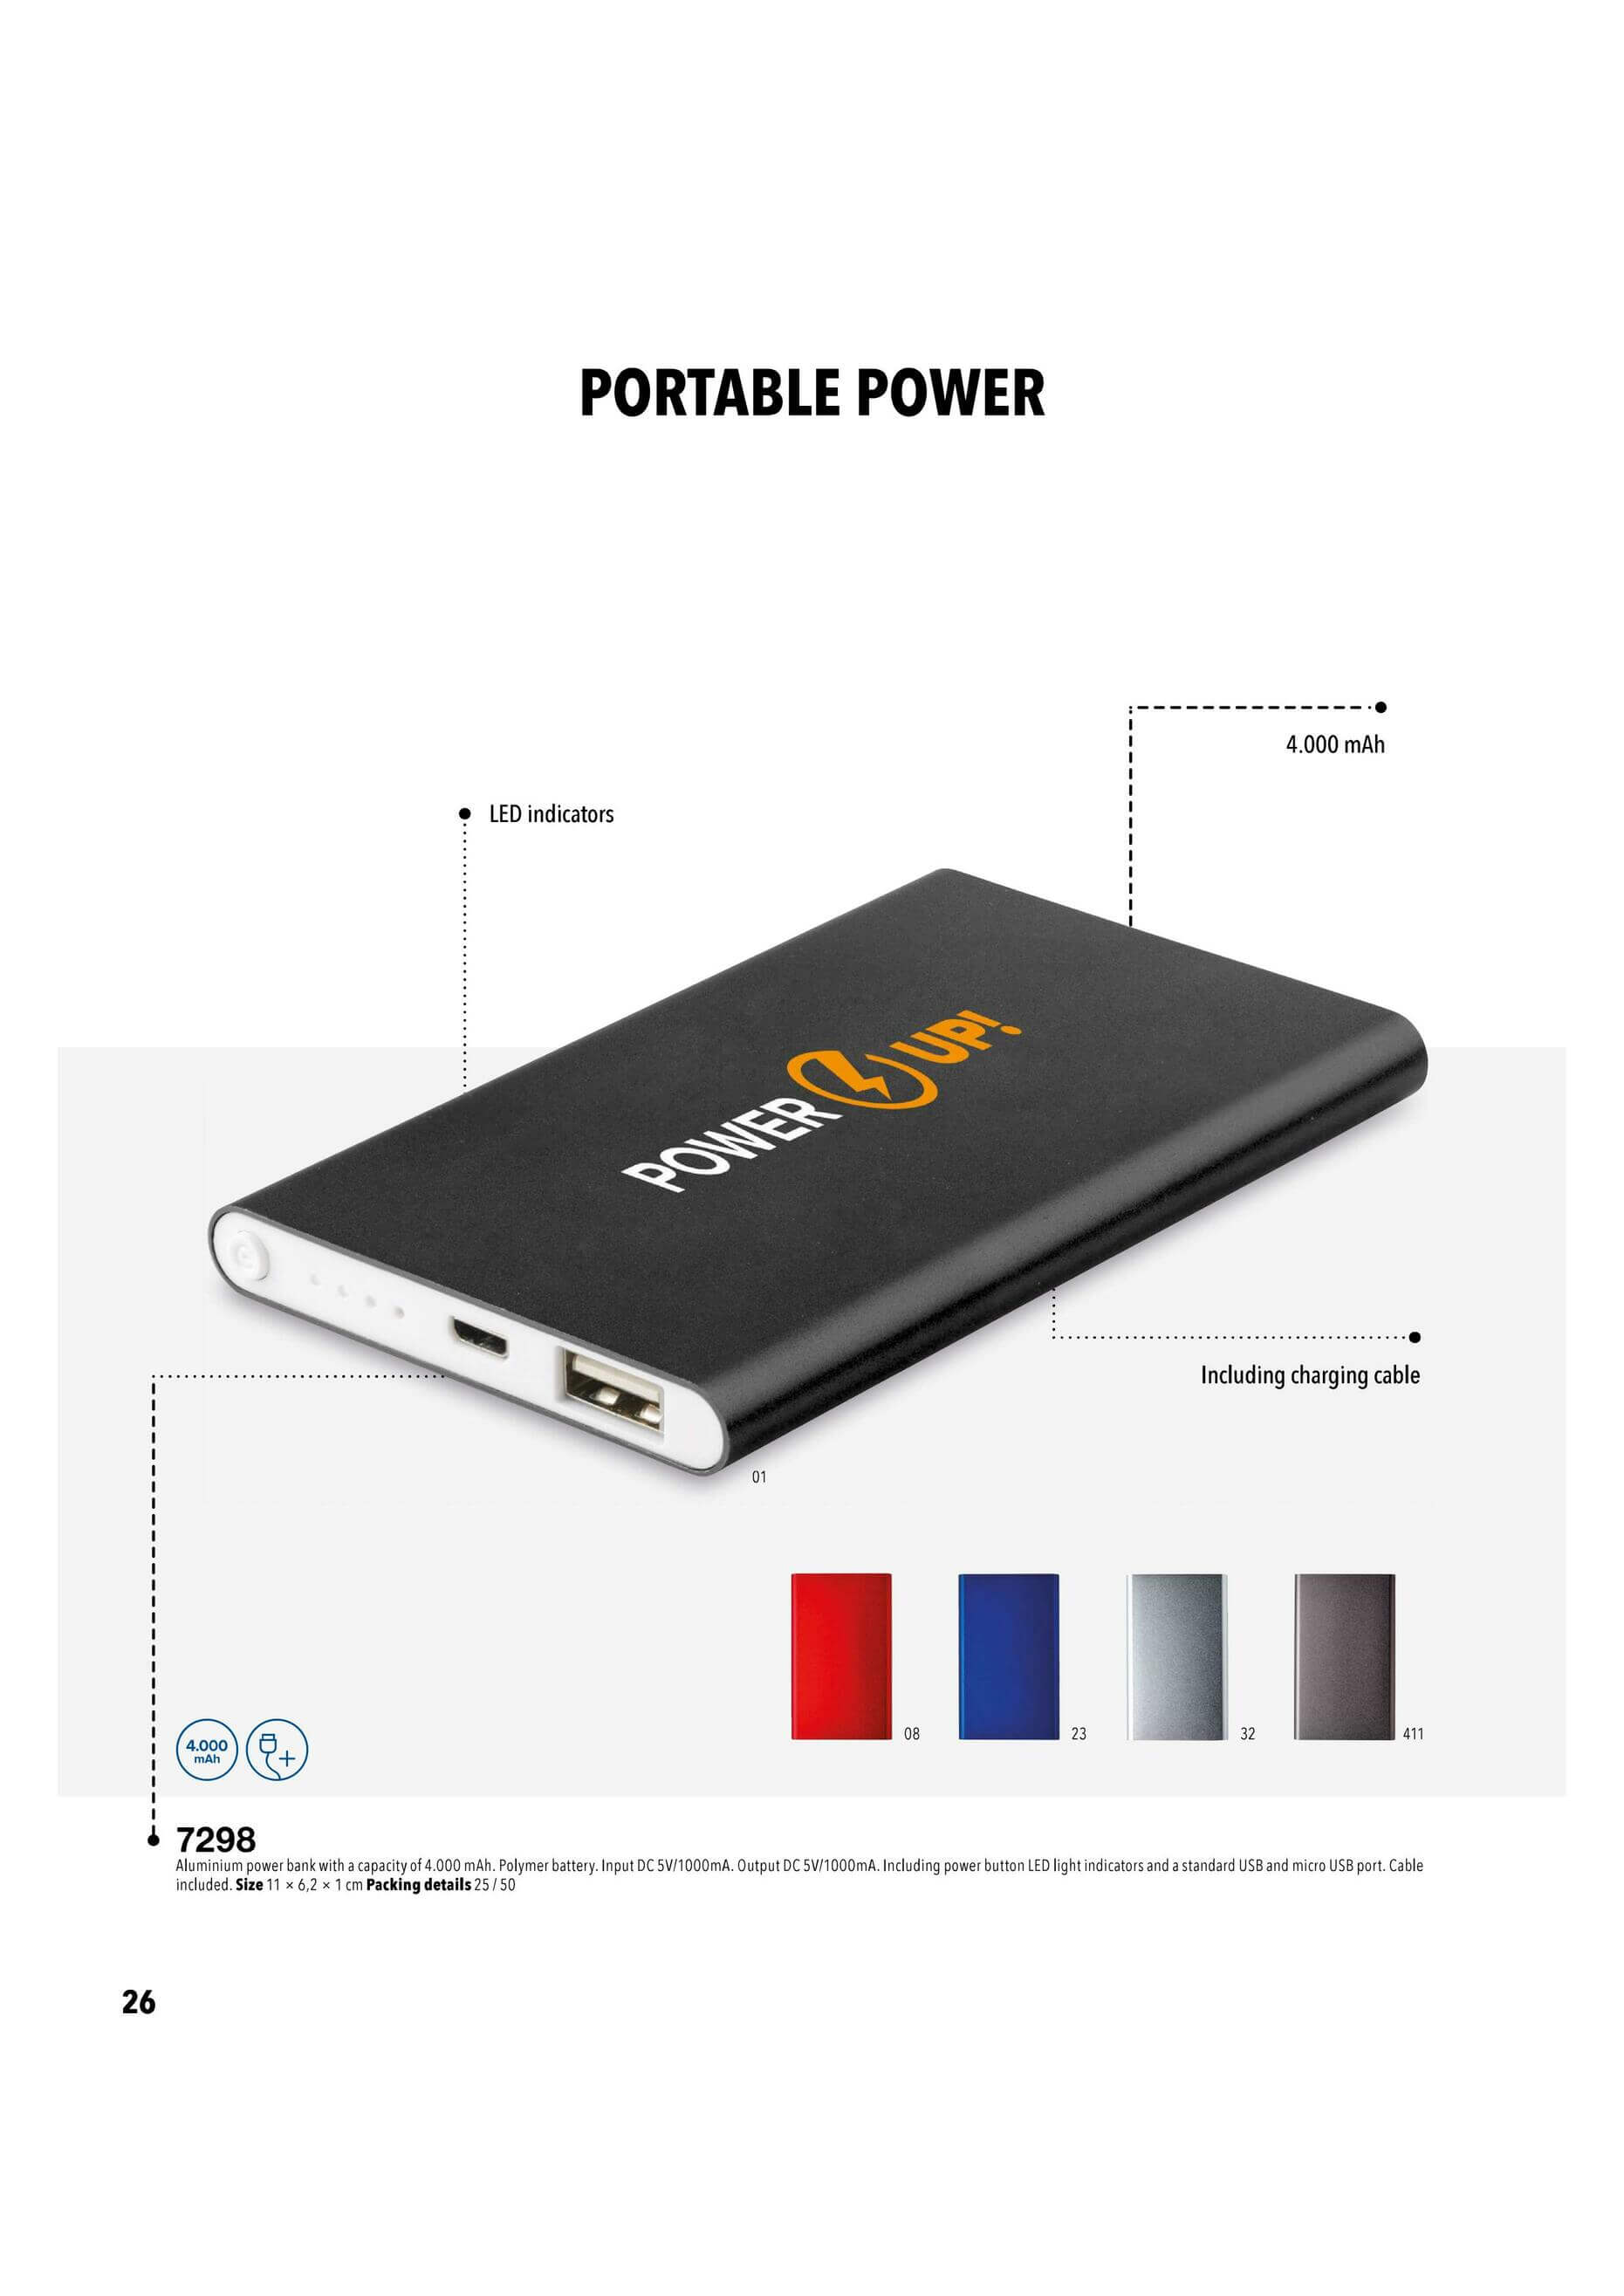 PORTABLE POWER
4.000 mAh
LED indicators
POWER UP!
Including charging cable
01
08
23
32
411
4.000
mAh
7298
Aluminium power bank with a capacity of 4.000 mAh. Polymer battery. Input DC 5V/1000mA. Output DC 5V/1000mA. Including power button LED light indicators and a standard USB and micro USB port. Cable
included. Size 11 × 6,2 × 1 cm Packing details 25 / 50
26